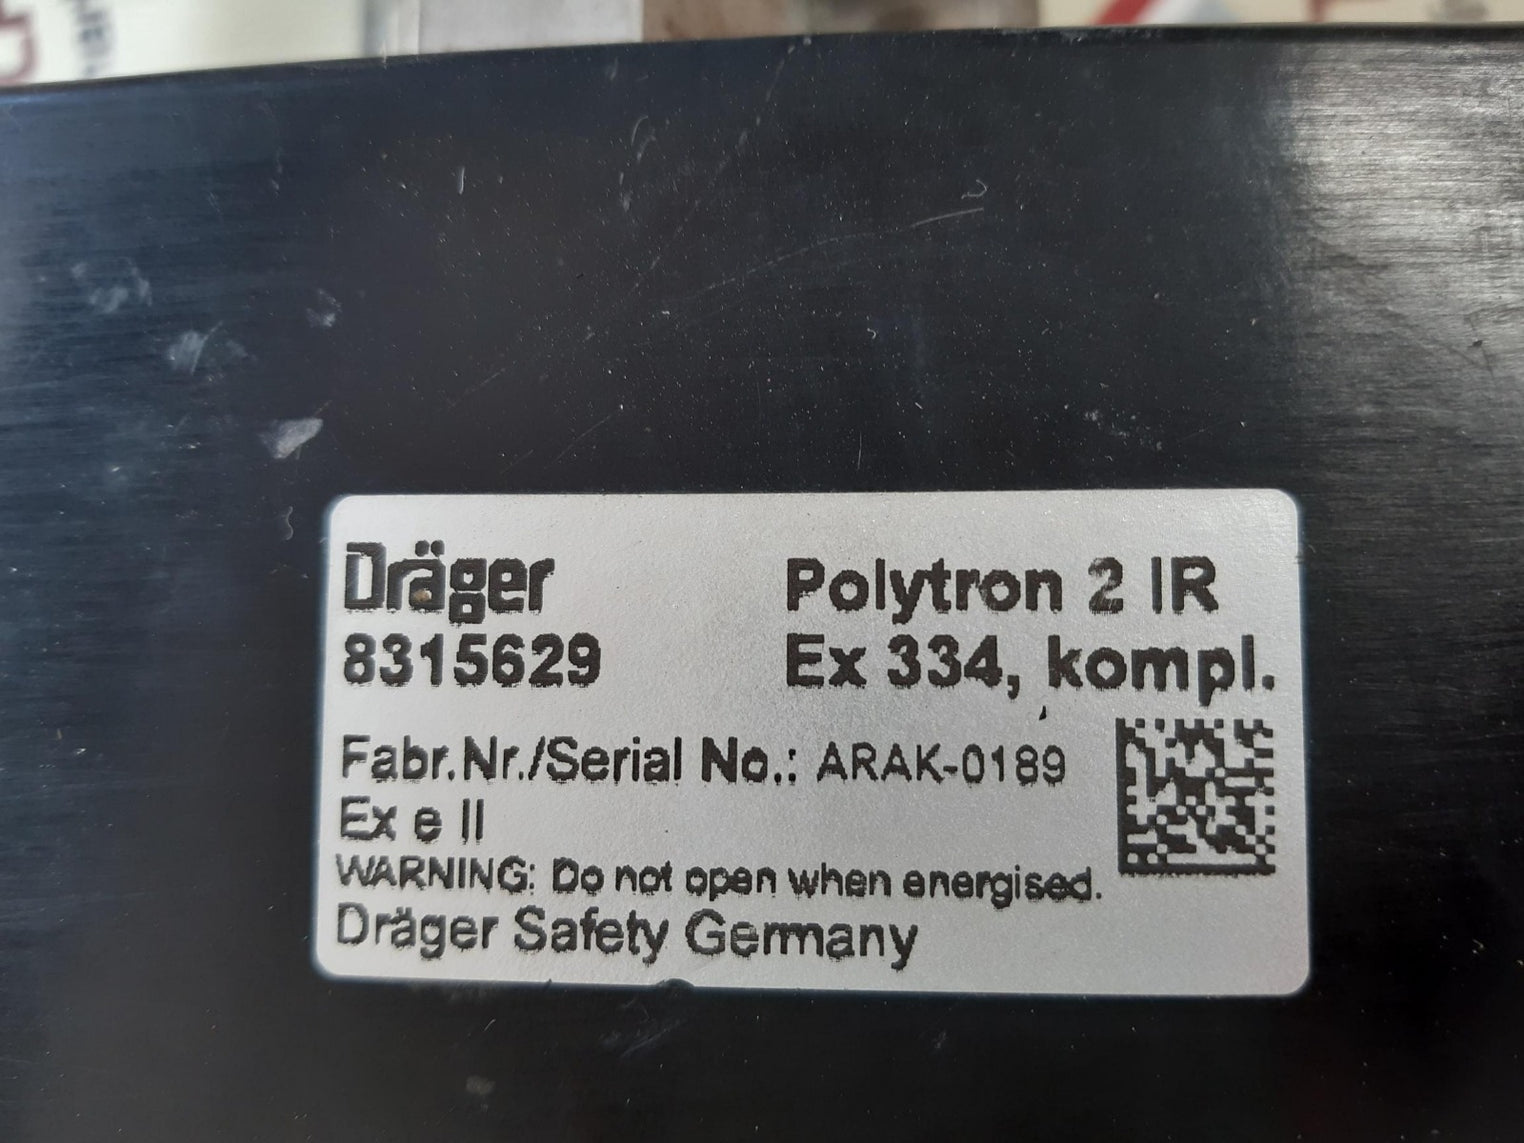 Dräger
8315629
Polytron 2 IR
Ex 334, kompl.
Fabr.Nr./Serial No.: ARAK-0189
Ex e II
WARNING: Do not open when energised.
Dräger Safety Germany